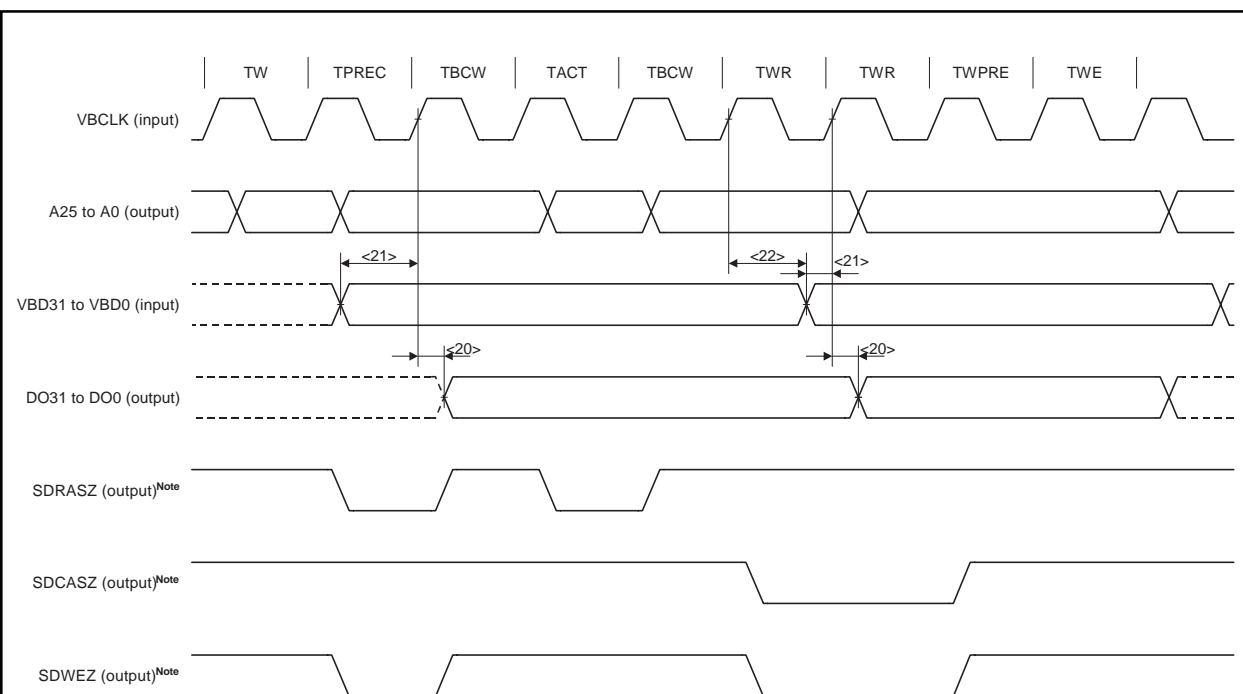 TW TPREC TBCW TACT TBCW TWR TWR TWPRE TWE
VBCLK (input)
A25 to A0 (output)
<21> <22> <21>
VBD31 to VBD0 (input)
<20> <20>
DO31 to DO0 (output)
SDRASZ (output)Note
SDCASZ (output)Note
SDWEZ (output)Note